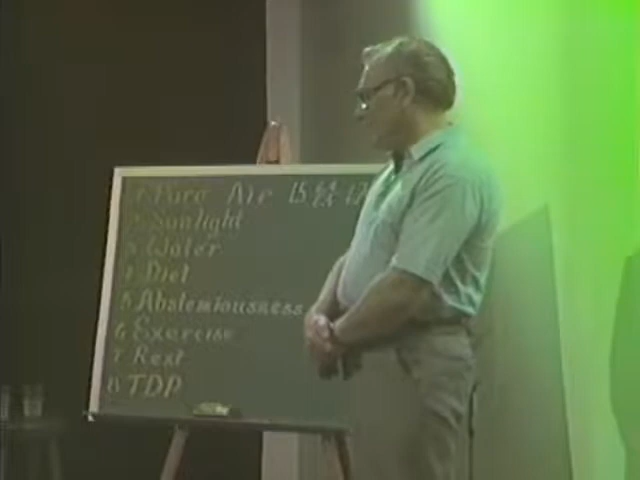 1 Pure Air
2 Sunlight
3 Water
4 Diet
5 Abstemiousness
6 Exercise
7 Rest
8 TDP